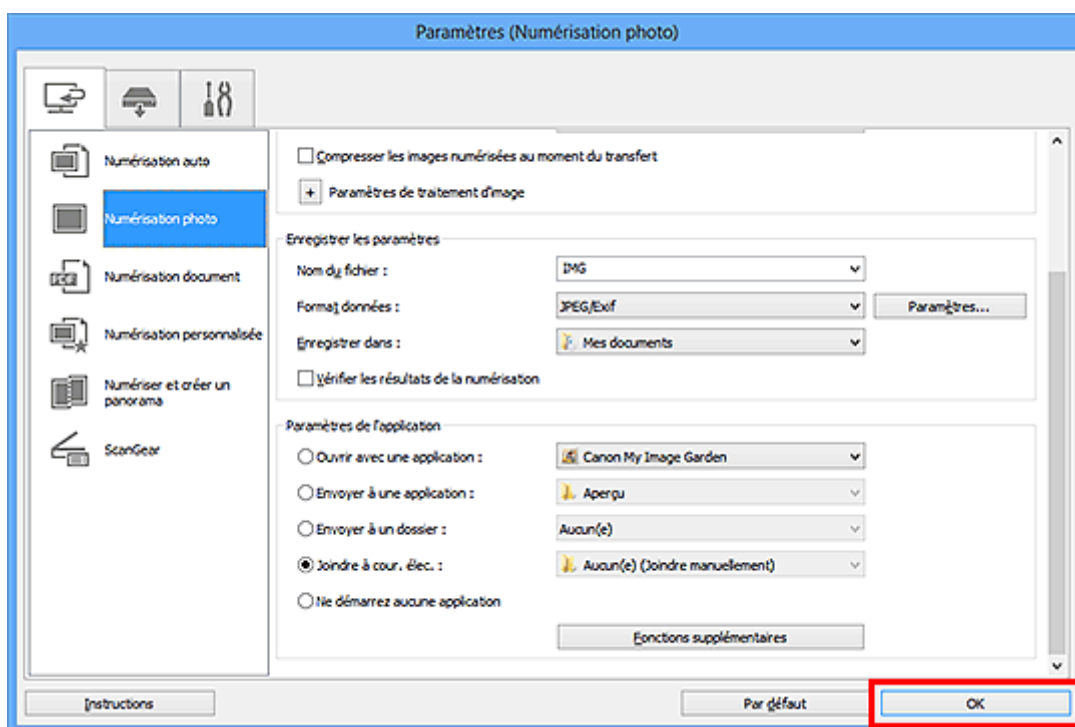 Paramètres (Numérisation photo)
Numérisation auto
Numérisation photo
Numérisation document
Numérisation personnalisée
Numériser et créer un
panorama
ScanGear
Compresser les images numérisées au moment du transfert
+ Paramètres de traitement d'image
Enregistrer les paramètres
Nom du fichier : IMG
Format données : JPEG/Exif Paramètres...
Enregistrer dans : Mes documents
Vérifier les résultats de la numérisation
Paramètres de l'application
Ouvrir avec une application : Canon My Image Garden
Envoyer à une application : Aperçu
Envoyer à un dossier : Aucun(e)
Joindre à cour. élec. : Aucun(e) (Joindre manuellement)
Ne démarrez aucune application
Fonctions supplémentaires
Instructions Par défaut OK